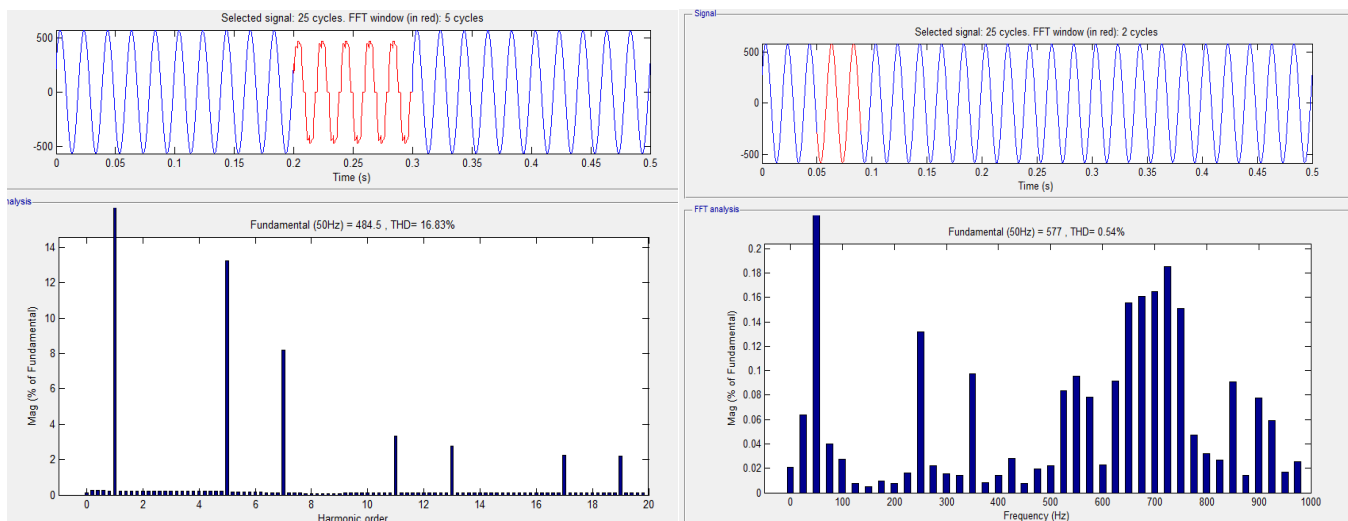 Selected signal: 25 cycles. FFT window (in red): 5 cycles
500
0
-500
0 0.05 0.1 0.15 0.2 0.25 0.3 0.35 0.4 0.45 0.5
Time (s)
nalysis
Fundamental (50Hz) = 484.5 , THD= 16.83%
14
12
10
8
6
4
2
0
Mag (% of Fundamental)
0 2 4 6 8 10 12 14 16 18 20
Harmonic order
Signal
Selected signal: 25 cycles. FFT window (in red): 2 cycles
500
0
-500
0 0.05 0.1 0.15 0.2 0.25 0.3 0.35 0.4 0.45 0.5
Time (s)
FFT analysis
Fundamental (50Hz) = 577 , THD= 0.54%
0.2
0.18
0.16
0.14
0.12
0.1
0.08
0.06
0.04
0.02
0
Mag (% of Fundamental)
0 100 200 300 400 500 600 700 800 900 1000
Frequency (Hz)